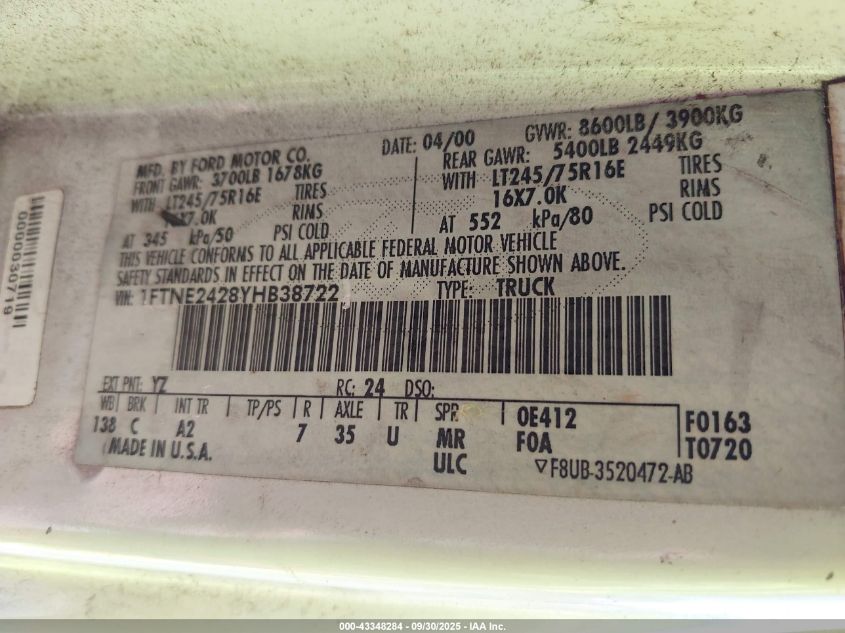 MFD. BY FORD MOTOR CO.
FRONT GAWR: 3700LB 1678KG
WITH LT245/75R16E TIRES
X7.0K RIMS
AT 345 kPa/50 PSI COLD
DATE: 04/00 GVWR: 8600LB/ 3900KG
REAR GAWR: 5400LB 2449KG
WITH LT245/75R16E TIRES
16X7.0K RIMS
AT 552 kPa/80 PSI COLD
THIS VEHICLE CONFORMS TO ALL APPLICABLE FEDERAL MOTOR VEHICLE
SAFETY STANDARDS IN EFFECT ON THE DATE OF MANUFACTURE SHOWN ABOVE.
VIN: 1FTNE2428YHB38722 TYPE: TRUCK
EXT PNT: YZ RC: 24 DSO:
WB BRK INT TR TP/PS R AXLE TR SPR 0E412 F0163
138 C A2 7 35 U MR F0A T0720
MADE IN U.S.A. ULC F8UB-3520472-AB
0000030719
000-43348284 - 09/30/2025 - IAA Inc.